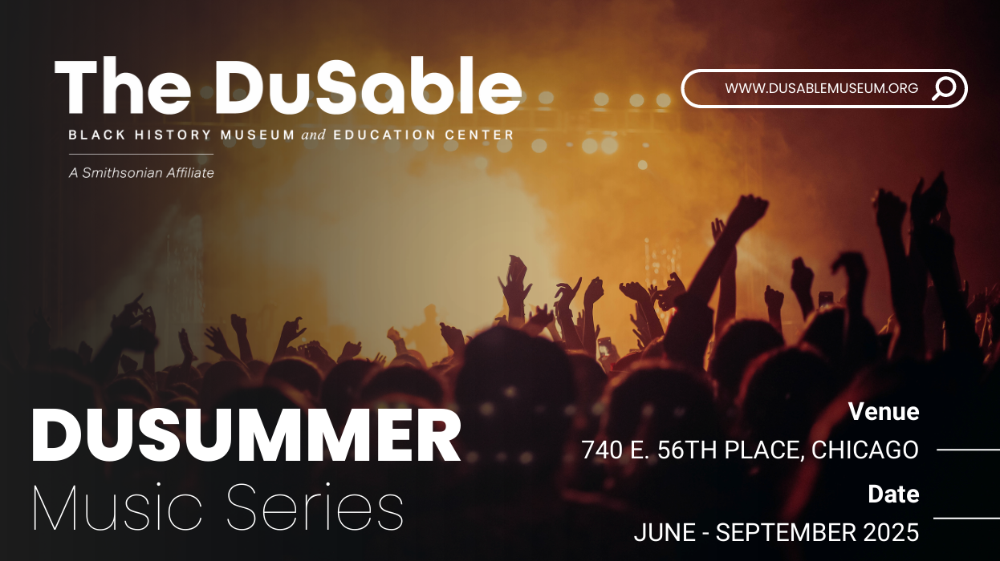 The DuSable
BLACK HISTORY MUSEUM and EDUCATION CENTER
A Smithsonian Affiliate
WWW.DUSABLEMUSEUM.ORG
DUSUMMER
Music Series
Venue
740 E. 56TH PLACE, CHICAGO
Date
JUNE - SEPTEMBER 2025